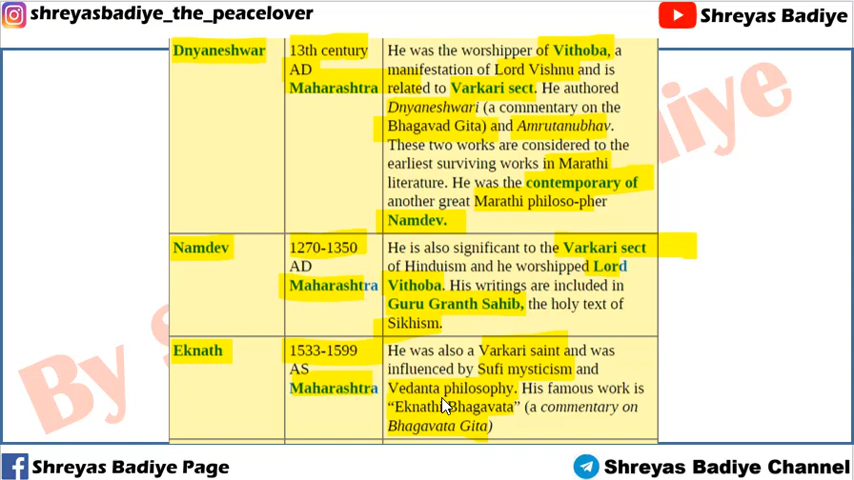 shreyasbadiye_the_peacelover
Shreyas Badiye
Dnyaneshwar
13th century
AD
Maharashtra
He was the worshipper of Vithoba, a
manifestation of Lord Vishnu and is
related to Varkari sect. He authored
Dnyaneshwari (a commentary on the
Bhagavad Gita) and Amrutanubhav.
These two works are considered to the
earliest surviving works in Marathi
literature. He was the contemporary of
another great Marathi philoso-pher
Namdev.
Namdev
1270-1350
AD
Maharashtra
He is also significant to the Varkari sect
of Hinduism and he worshipped Lord
Vithoba. His writings are included in
Guru Granth Sahib, the holy text of
Sikhism.
Eknath
1533-1599
AS
Maharashtra
He was also a Varkari saint and was
influenced by Sufi mysticism and
Vedanta philosophy. His famous work is
“Eknathi Bhagavata” (a commentary on
Bhagavata Gita)
By S
iye
Shreyas Badiye Page
Shreyas Badiye Channel